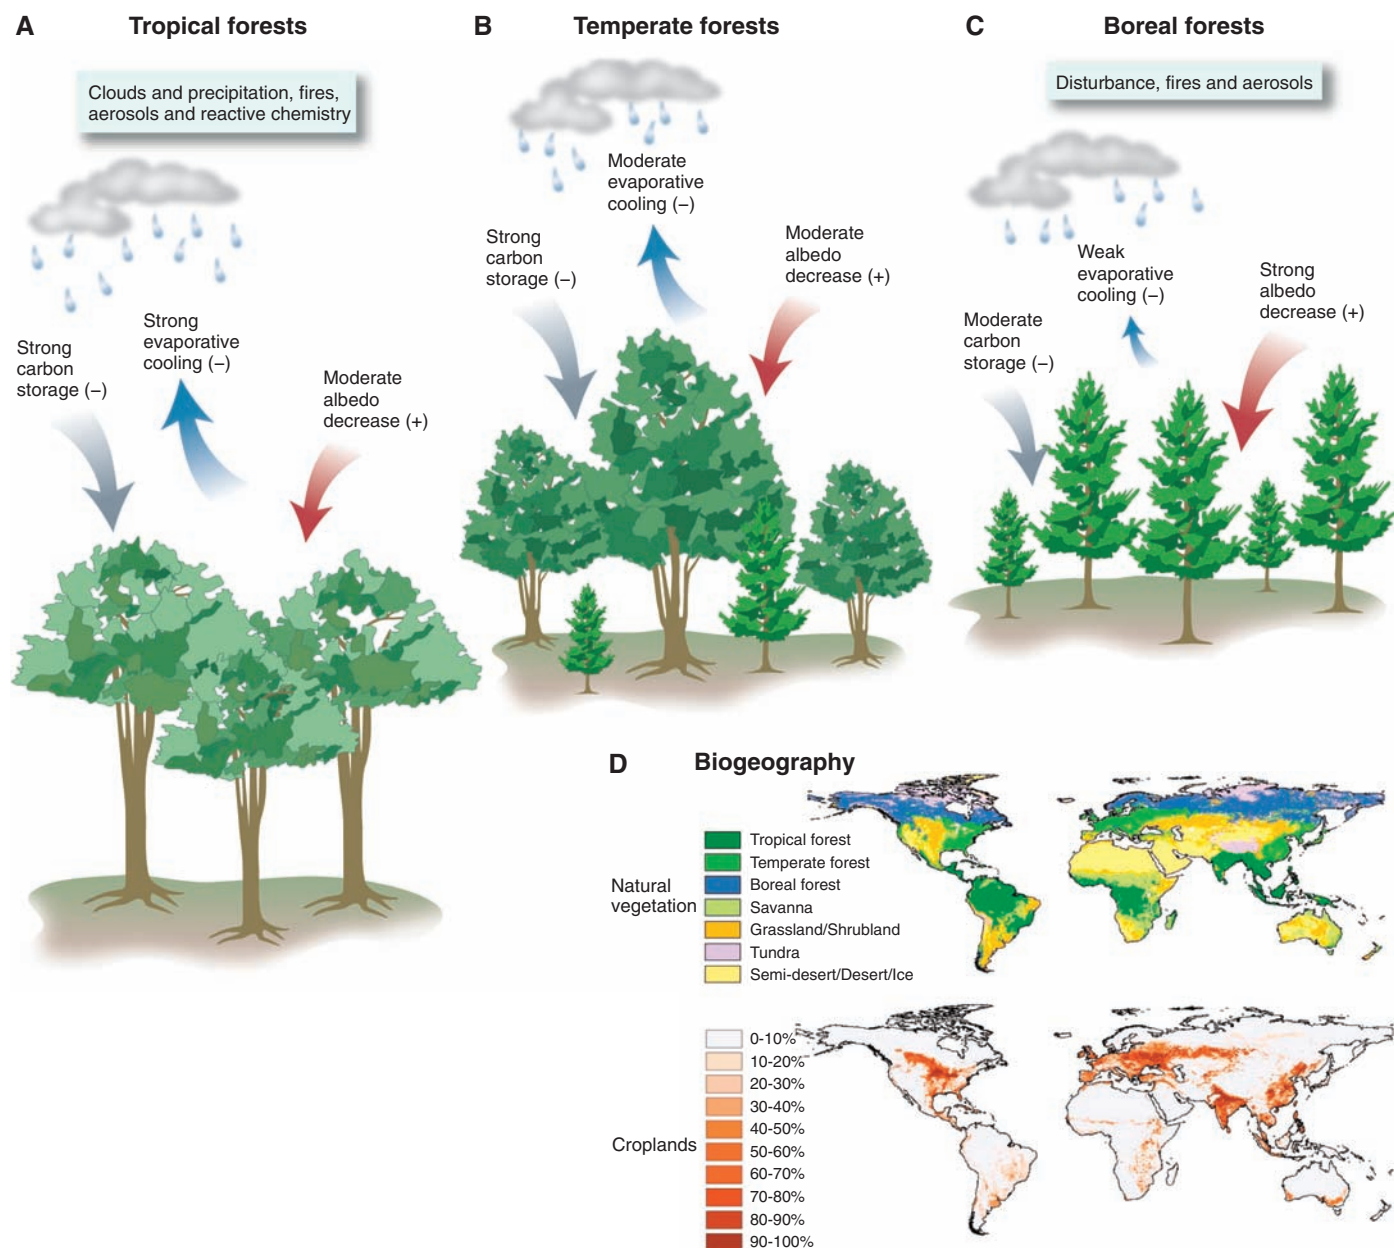 A Tropical forests
Clouds and precipitation, fires,
aerosols and reactive chemistry
Strong
carbon
storage (–)
Strong
evaporative
cooling (–)
Moderate
albedo
decrease (+)
B Temperate forests
Moderate
evaporative
cooling (–)
Strong
carbon
storage (–)
Moderate
albedo
decrease (+)
C Boreal forests
Disturbance, fires and aerosols
Weak
evaporative
cooling (–)
Strong
albedo
decrease (+)
Moderate
carbon
storage (–)
D Biogeography
Natural
vegetation
Tropical forest
Temperate forest
Boreal forest
Savanna
Grassland/Shrubland
Tundra
Semi-desert/Desert/Ice
Croplands
0-10%
10-20%
20-30%
30-40%
40-50%
50-60%
60-70%
70-80%
80-90%
90-100%